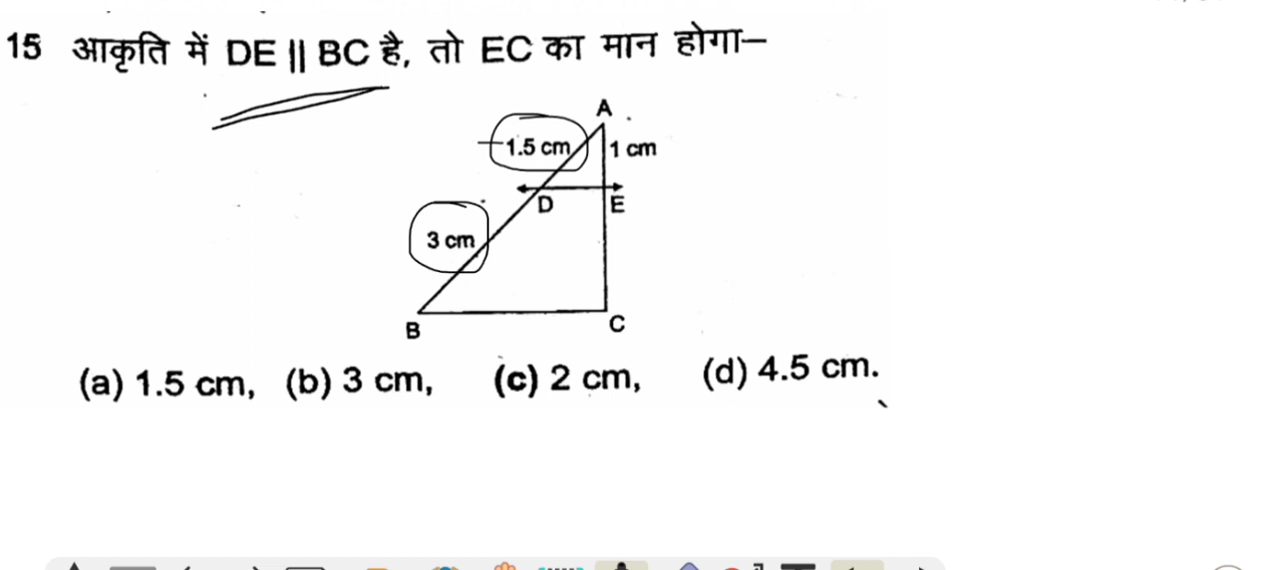 15 आकृति में DE || BC है, तो EC का मान होगा–
A
1.5 cm 1 cm
D E
3 cm
B C
(a) 1.5 cm, (b) 3 cm, (c) 2 cm, (d) 4.5 cm.